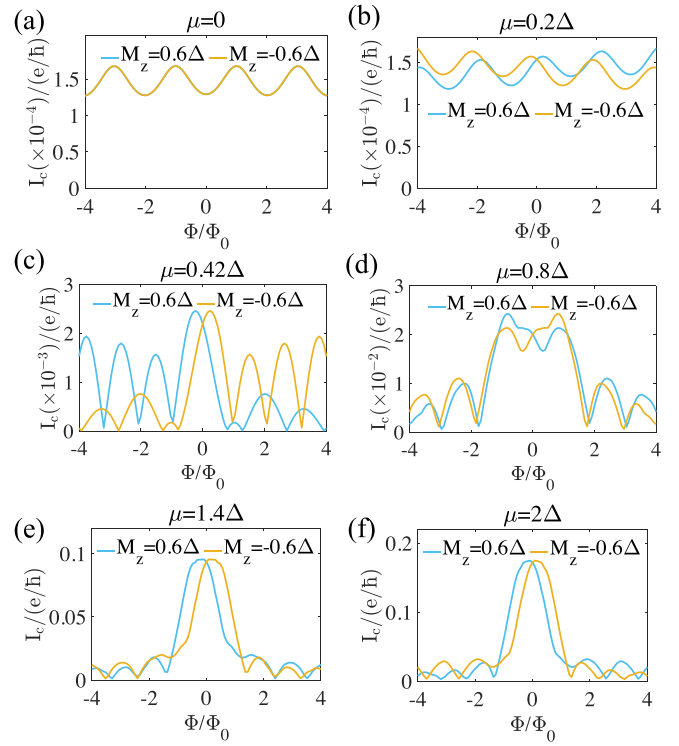 (a)
μ=0
M_z=0.6Δ M_z=-0.6Δ
I_c(×10^-4)/(e/ħ)
1.5
1
0.5
0
-4 -2 0 2 4
Φ/Φ_0
(b)
μ=0.2Δ
M_z=0.6Δ M_z=-0.6Δ
I_c(×10^-4)/(e/ħ)
1.5
1
0.5
0
-4 -2 0 2 4
Φ/Φ_0
(c)
μ=0.42Δ
M_z=0.6Δ M_z=-0.6Δ
I_c(×10^-3)/(e/ħ)
3
2
1
0
-4 -2 0 2 4
Φ/Φ_0
(d)
μ=0.8Δ
M_z=0.6Δ M_z=-0.6Δ
I_c(×10^-2)/(e/ħ)
3
2
1
0
-4 -2 0 2 4
Φ/Φ_0
(e)
μ=1.4Δ
M_z=0.6Δ M_z=-0.6Δ
I_c/(e/ħ)
0.1
0.05
0
-4 -2 0 2 4
Φ/Φ_0
(f)
μ=2Δ
M_z=0.6Δ M_z=-0.6Δ
I_c/(e/ħ)
0.2
0.1
0
-4 -2 0 2 4
Φ/Φ_0